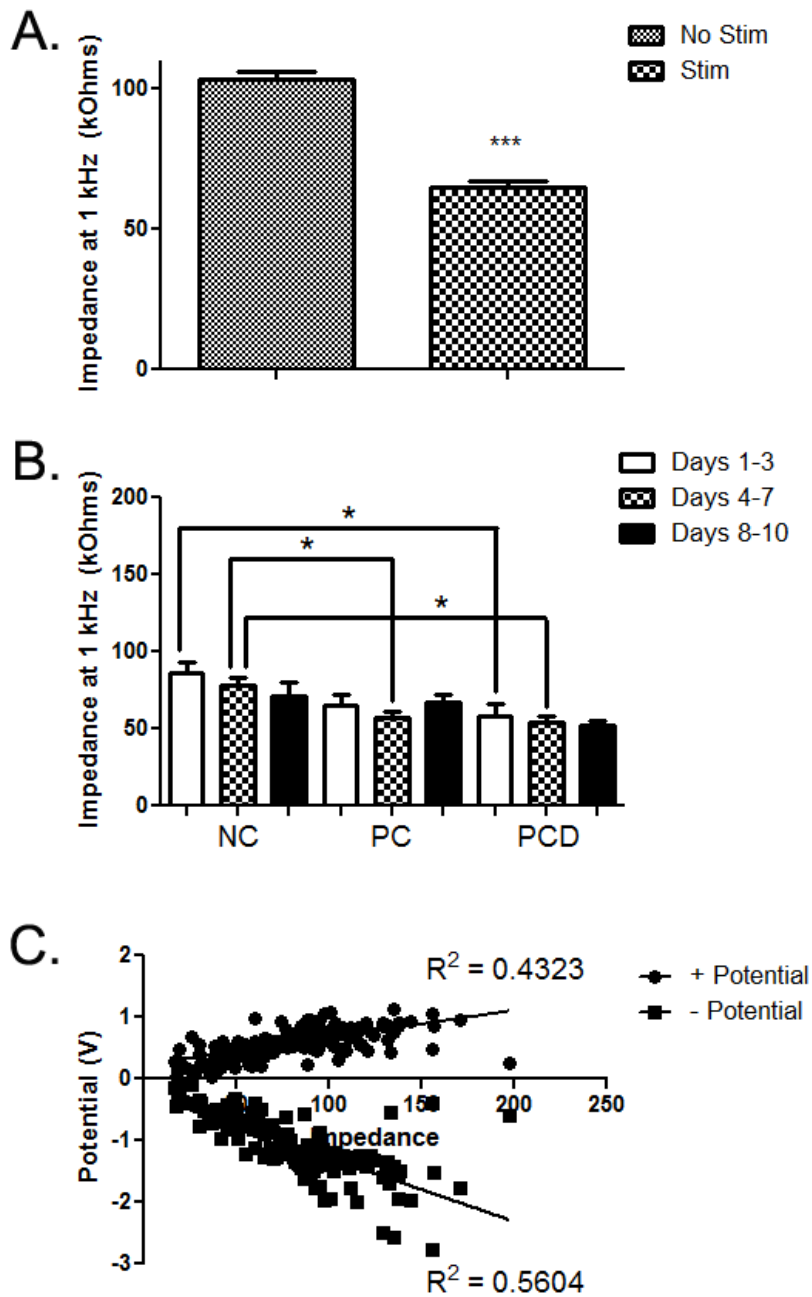 A.
No Stim
Stim
Impedance at 1 kHz (kOhms)
100
50
0
***
B.
Days 1-3
Days 4-7
Days 8-10
Impedance at 1 kHz (kOhms)
200
150
100
50
0
*
*
*
NC PC PCD
C.
+ Potential
- Potential
Potential (V)
2
1
0
-1
-2
-3
R² = 0.4323
100 150 200 250
Impedance
R² = 0.5604